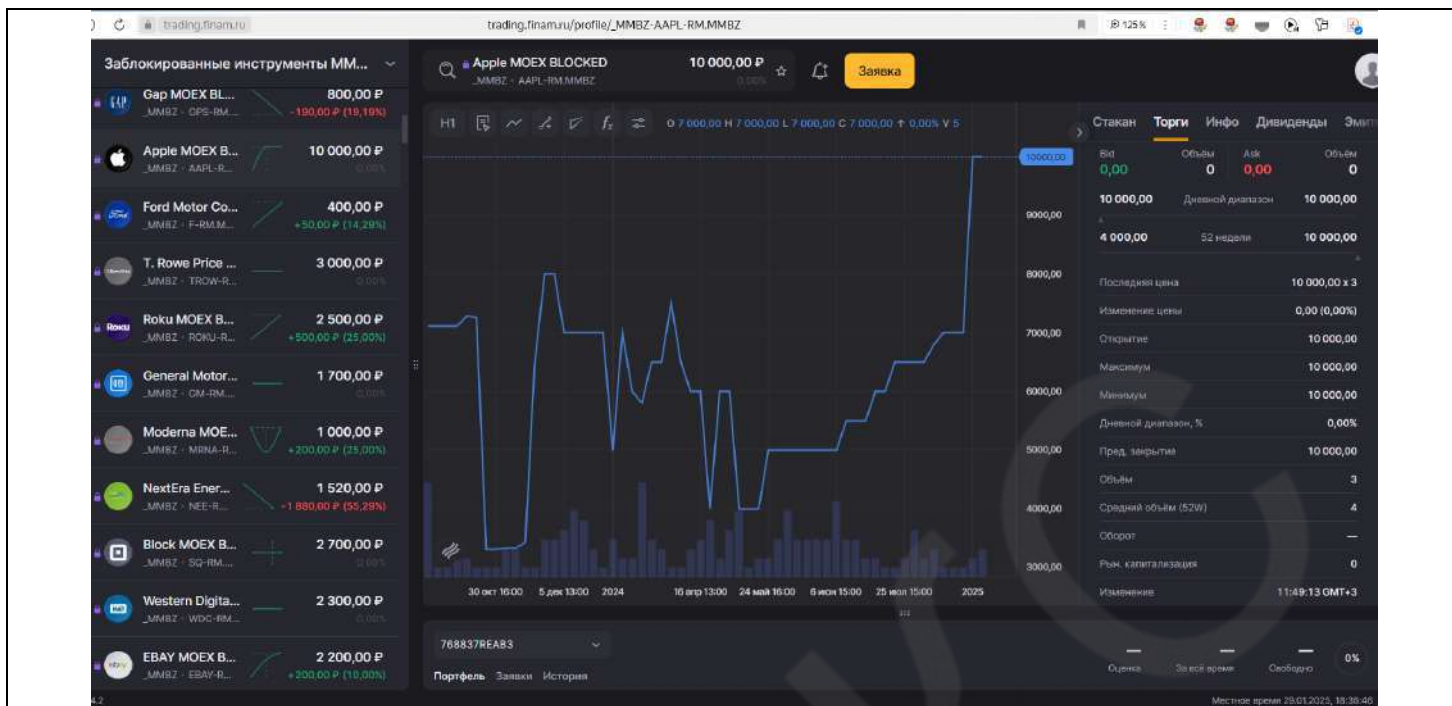 trading.finam.ru
trading.finam.ru/profile/_MMBZ-AAPL-RM.MMBZ
125 %
Заблокированные инструменты ММ...
Gap MOEX BL...
800,00 ₽
_MMBZ · GPS-RM...
-190,00 ₽ (19,19%)
Apple MOEX B...
10 000,00 ₽
_MMBZ · AAPL-R...
0,00%
Ford Motor Co...
400,00 ₽
_MMBZ · F-RM.M...
+50,00 ₽ (14,29%)
T. Rowe Price ...
3 000,00 ₽
_MMBZ · TROW-R...
0,00%
Roku MOEX B...
2 500,00 ₽
_MMBZ · ROKU-R...
+500,00 ₽ (25,00%)
General Motor...
1 700,00 ₽
_MMBZ · GM-RM....
0,00%
Moderna MOE...
1 000,00 ₽
_MMBZ · MRNA-R...
+200,00 ₽ (25,00%)
NextEra Ener...
1 520,00 ₽
_MMBZ · NEE-R...
-1 880,00 ₽ (55,29%)
Block MOEX B...
2 700,00 ₽
_MMBZ · SQ-RM....
0,00%
Western Digita...
2 300,00 ₽
_MMBZ · WDC-RM...
0,00%
EBAY MOEX B...
2 200,00 ₽
_MMBZ · EBAY-R...
+200,00 ₽ (10,00%)
Apple MOEX BLOCKED
_MMBZ · AAPL-RM.MMBZ
10 000,00 ₽
0,00%
Заявка
H1
O 7 000,00 H 7 000,00 L 7 000,00 C 7 000,00 ↑ 0,00% V 5
10000,00
9000,00
8000,00
7000,00
6000,00
5000,00
4000,00
3000,00
30 окт 16:00 5 дек 13:00 2024 16 апр 13:00 24 май 16:00 6 июн 15:00 25 июл 15:00 2025
768837REAB3
Портфель Заявки История
Стакан Торги Инфо Дивиденды Эмит
Bid Объём Ask Объём
0,00 0 0,00 0
10 000,00 Дневной диапазон 10 000,00
4 000,00 52 недели 10 000,00
Последняя цена 10 000,00 x 3
Изменение цены 0,00 (0,00%)
Открытие 10 000,00
Максимум 10 000,00
Минимум 10 000,00
Дневной диапазон, % 0,00%
Пред. закрытие 10 000,00
Объём 3
Средний объём (52W) 4
Оборот —
Рын. капитализация 0
Изменение 11:49:13 GMT+3
— — — 0%
Оценка За всё время Свободно
4.2
Местное время 29.01.2025, 18:36:46